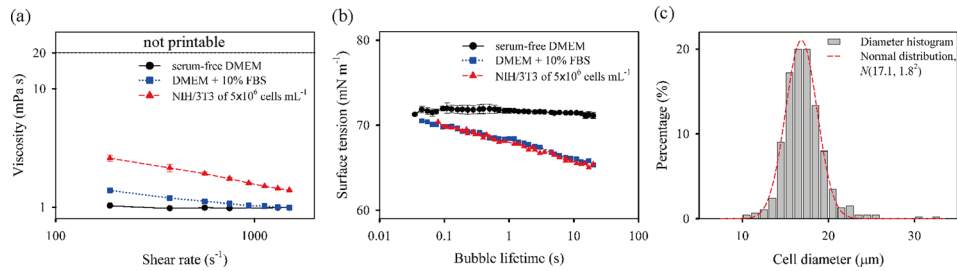 (a)
not printable
20
10
1
100
1000
Viscosity (mPa s)
Shear rate (s⁻¹)
serum-free DMEM
DMEM + 10% FBS
NIH/3T3 of 5x10⁶ cells mL⁻¹
(b)
80
70
60
0.01
0.1
1
10
100
Surface tension (mN m⁻¹)
Bubble lifetime (s)
serum-free DMEM
DMEM + 10% FBS
NIH/3T3 of 5x10⁶ cells mL⁻¹
(c)
20
10
0
10
20
30
Percentage (%)
Cell diameter (μm)
Diameter histogram
Normal distribution,
N(17.1, 1.8²)